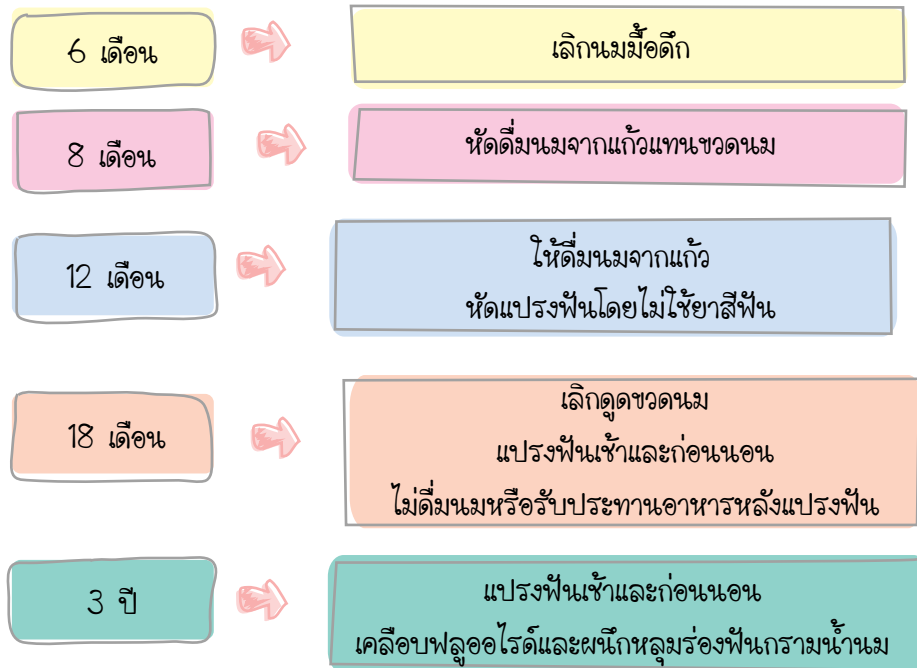 6 เดือน
เลิกนมมื้อดึก
8 เดือน
หัดดื่มนมจากแก้วแทนขวดนม
12 เดือน
ให้ดื่มนมจากแก้ว
หัดแปรงฟันโดยไม่ใช้ยาสีฟัน
18 เดือน
เลิกดูดขวดนม
แปรงฟันเช้าและก่อนนอน
ไม่ดื่มนมหรือรับประทานอาหารหลังแปรงฟัน
3 ปี
แปรงฟันเช้าและก่อนนอน
เคลือบฟลูออไรด์และผนึกหลุมร่องฟันกรามน้ำนม